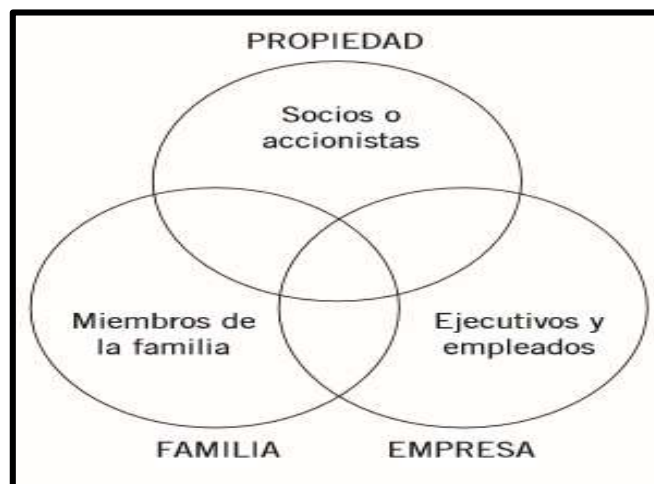 PROPIEDAD
Socios o
accionistas
Miembros de
la familia
Ejecutivos y
empleados
FAMILIA
EMPRESA